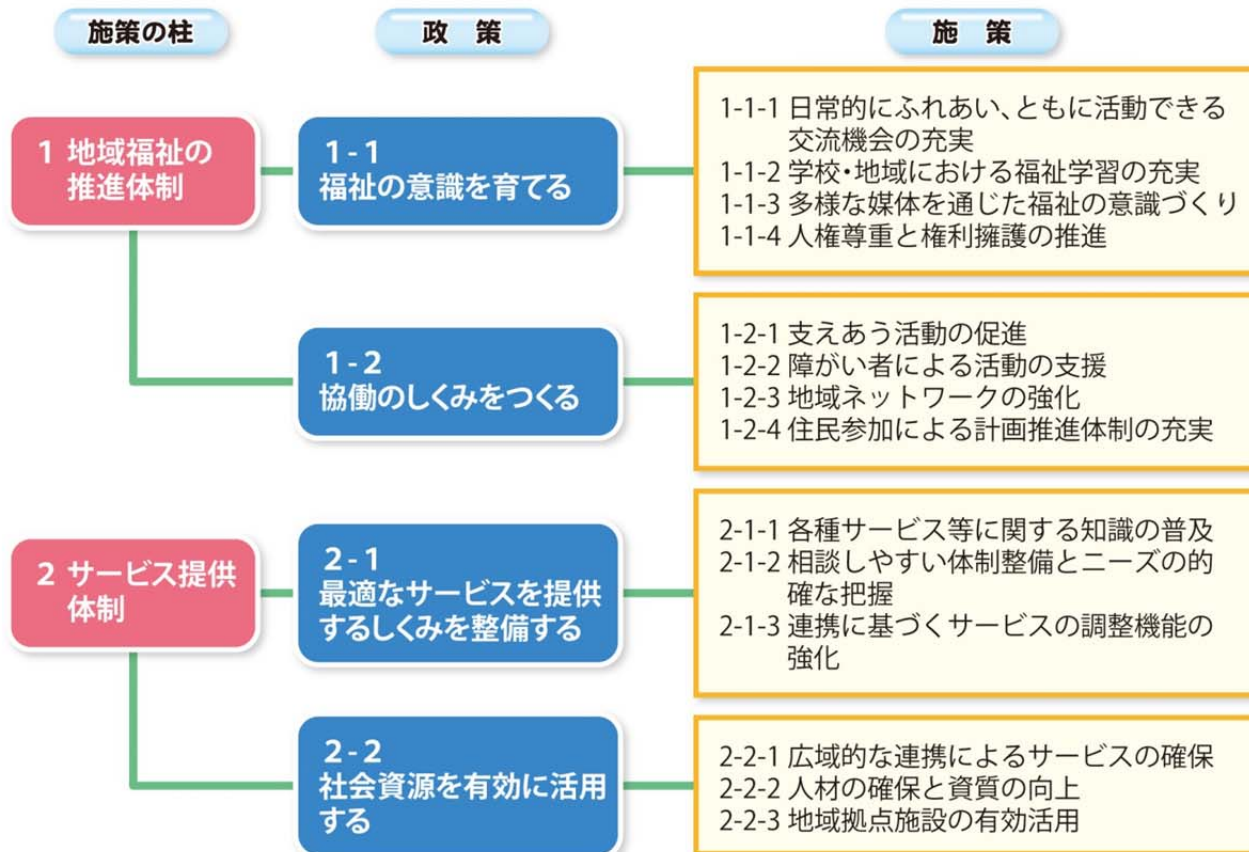 施策の柱
政 策
施 策
1 地域福祉の
推進体制
1-1
福祉の意識を育てる
1-1-1 日常的にふれあい、ともに活動できる
交流機会の充実
1-1-2 学校・地域における福祉学習の充実
1-1-3 多様な媒体を通じた福祉の意識づくり
1-1-4 人権尊重と権利擁護の推進
1-2
協働のしくみをつくる
1-2-1 支えあう活動の促進
1-2-2 障がい者による活動の支援
1-2-3 地域ネットワークの強化
1-2-4 住民参加による計画推進体制の充実
2 サービス提供
体制
2-1
最適なサービスを提供
するしくみを整備する
2-1-1 各種サービス等に関する知識の普及
2-1-2 相談しやすい体制整備とニーズの的
確な把握
2-1-3 連携に基づくサービスの調整機能の
強化
2-2
社会資源を有効に活用
する
2-2-1 広域的な連携によるサービスの確保
2-2-2 人材の確保と資質の向上
2-2-3 地域拠点施設の有効活用